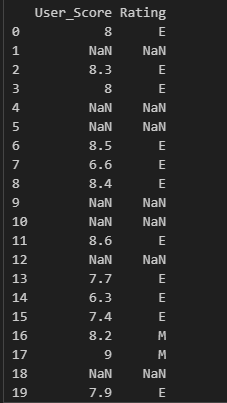 User_Score Rating
0 8 E
1 NaN NaN
2 8.3 E
3 8 E
4 NaN NaN
5 NaN NaN
6 8.5 E
7 6.6 E
8 8.4 E
9 NaN NaN
10 NaN NaN
11 8.6 E
12 NaN NaN
13 7.7 E
14 6.3 E
15 7.4 E
16 8.2 M
17 9 M
18 NaN NaN
19 7.9 E